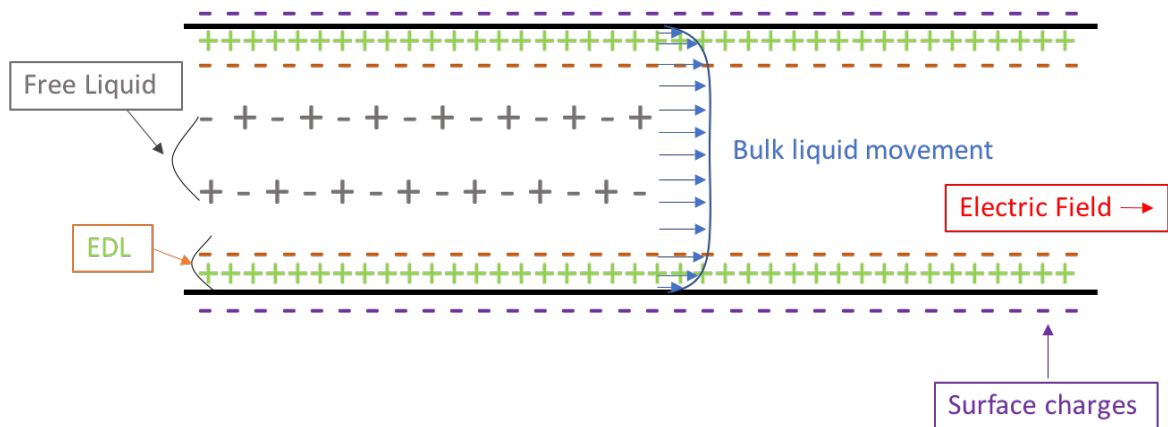 Free Liquid
Bulk liquid movement
Electric Field
EDL
Surface charges